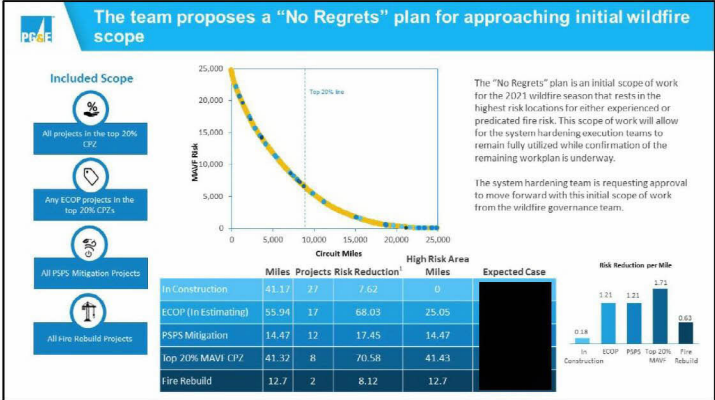 PG&E
The team proposes a “No Regrets” plan for approaching initial wildfire
scope
Included Scope
All projects in the top 20%
CPZ
Any ECOP projects in the
top 20% CPZs
All PSPS Mitigation Projects
All Fire Rebuild Projects
MAVF Risk
25,000
20,000
15,000
10,000
5,000
0
Top 20% line
0 5,000 10,000 15,000 20,000 25,000
Circuit Miles
The “No Regrets” plan is an initial scope of work
for the 2021 wildfire season that rests in the
highest risk locations for either experienced or
predicated fire risk. This scope of work will allow
for the system hardening execution teams to
remain fully utilized while confirmation of the
remaining workplan is underway.
The system hardening team is requesting approval
to move forward with this initial scope of work
from the wildfire governance team.
Miles Projects Risk Reduction¹ High Risk Area
Miles Expected Case
In Construction 41.17 27 7.62 0
ECOP (In Estimating) 55.94 17 68.03 25.05
PSPS Mitigation 14.47 12 17.45 14.47
Top 20% MAVF CPZ 41.32 8 70.58 41.43
Fire Rebuild 12.7 2 8.12 12.7
Risk Reduction per Mile
0.18 1.21 1.21 1.71 0.63
In
Construction
ECOP
PSPS
Top 20%
MAVF
Fire
Rebuild